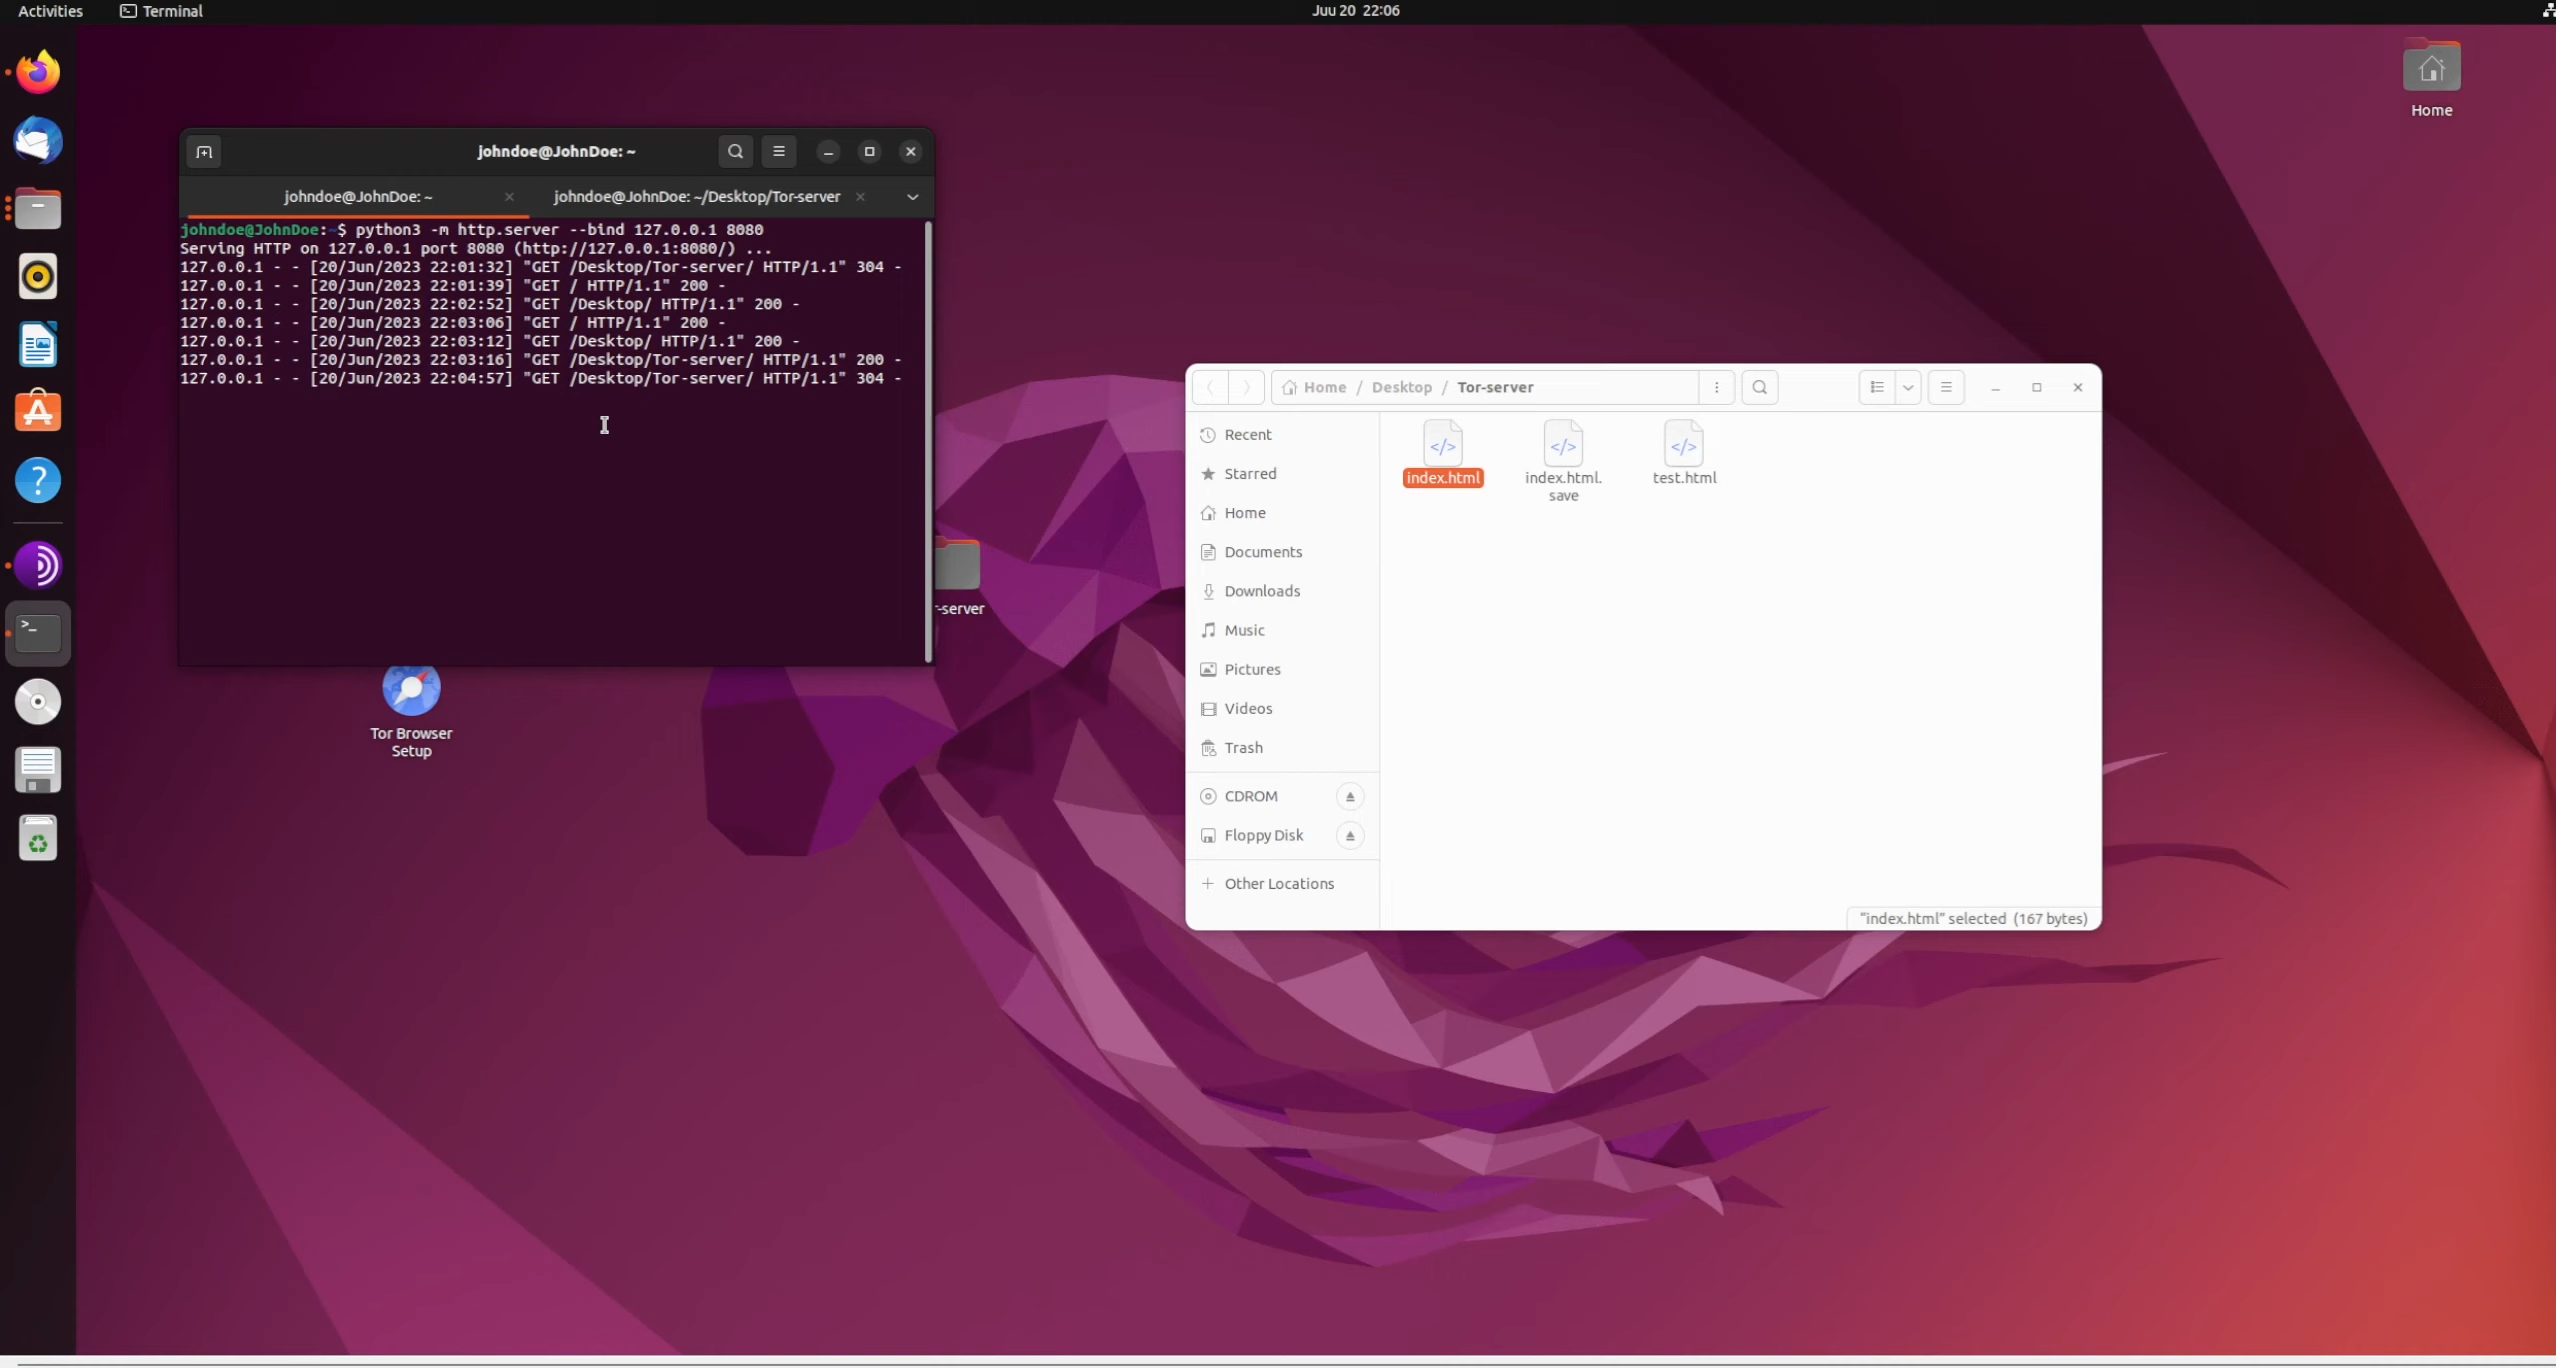 Activities
Terminal
Juu 20 22:06
Home
johndoe@JohnDoe: ~
johndoe@JohnDoe: ~
johndoe@JohnDoe: ~/Desktop/Tor-server
johndoe@JohnDoe:~$ python3 -m http.server --bind 127.0.0.1 8080
Serving HTTP on 127.0.0.1 port 8080 (http://127.0.0.1:8080/) ...
127.0.0.1 - - [20/Jun/2023 22:01:32] "GET /Desktop/Tor-server/ HTTP/1.1" 304 -
127.0.0.1 - - [20/Jun/2023 22:01:39] "GET / HTTP/1.1" 200 -
127.0.0.1 - - [20/Jun/2023 22:02:52] "GET /Desktop/ HTTP/1.1" 200 -
127.0.0.1 - - [20/Jun/2023 22:03:06] "GET / HTTP/1.1" 200 -
127.0.0.1 - - [20/Jun/2023 22:03:12] "GET /Desktop/ HTTP/1.1" 200 -
127.0.0.1 - - [20/Jun/2023 22:03:16] "GET /Desktop/Tor-server/ HTTP/1.1" 200 -
127.0.0.1 - - [20/Jun/2023 22:04:57] "GET /Desktop/Tor-server/ HTTP/1.1" 304 -
r-server
Tor Browser
Setup
Home / Desktop / Tor-server
Recent
Starred
Home
Documents
Downloads
Music
Pictures
Videos
Trash
CDROM
Floppy Disk
+ Other Locations
index.html
index.html.
save
test.html
"index.html" selected (167 bytes)